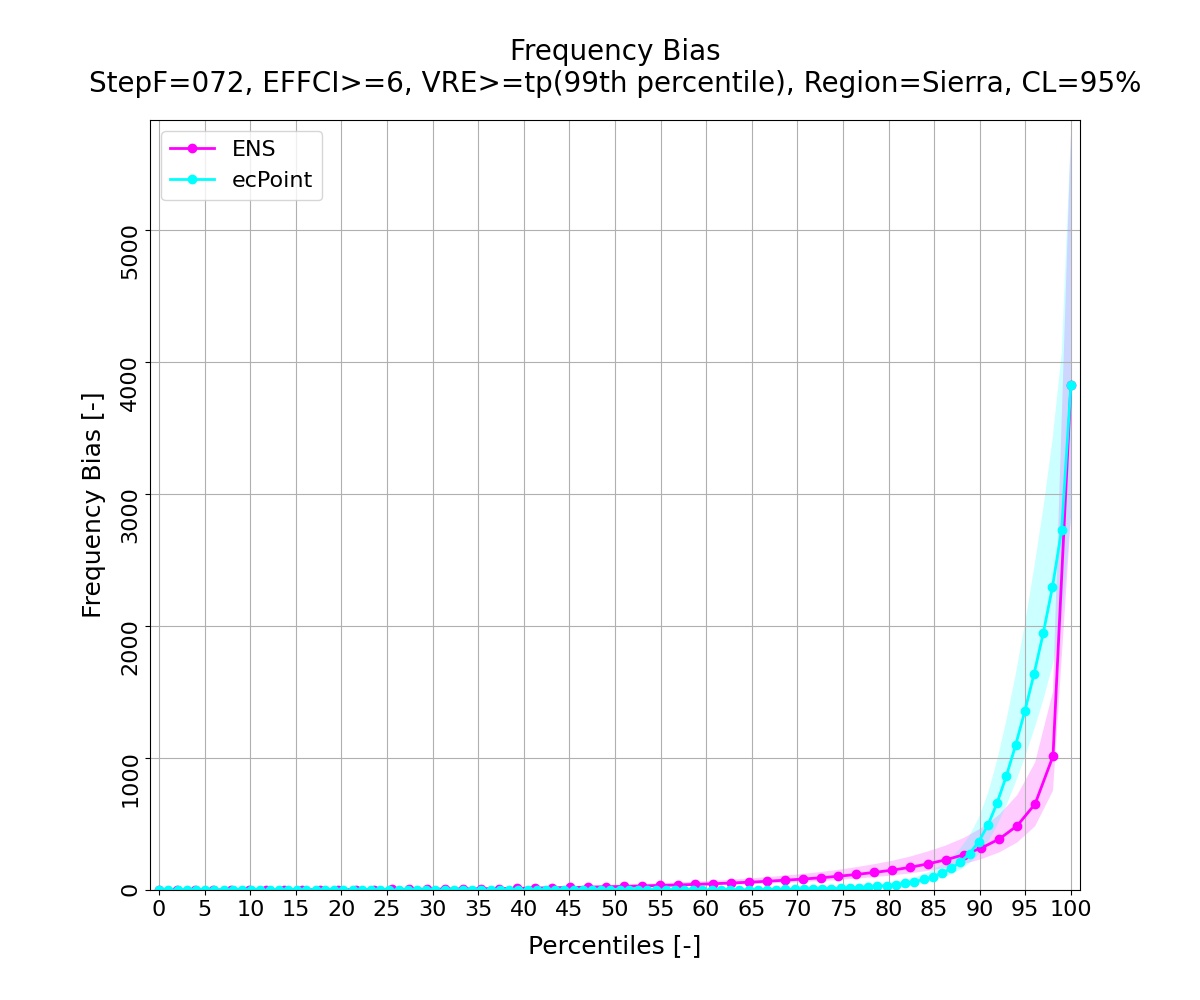 Frequency Bias
StepF=072, EFFCI>=6, VRE>=tp(99th percentile), Region=Sierra, CL=95%
ENS
ecPoint
Frequency Bias [-]
5000
4000
3000
2000
1000
0
0 5 10 15 20 25 30 35 40 45 50 55 60 65 70 75 80 85 90 95 100
Percentiles [-]